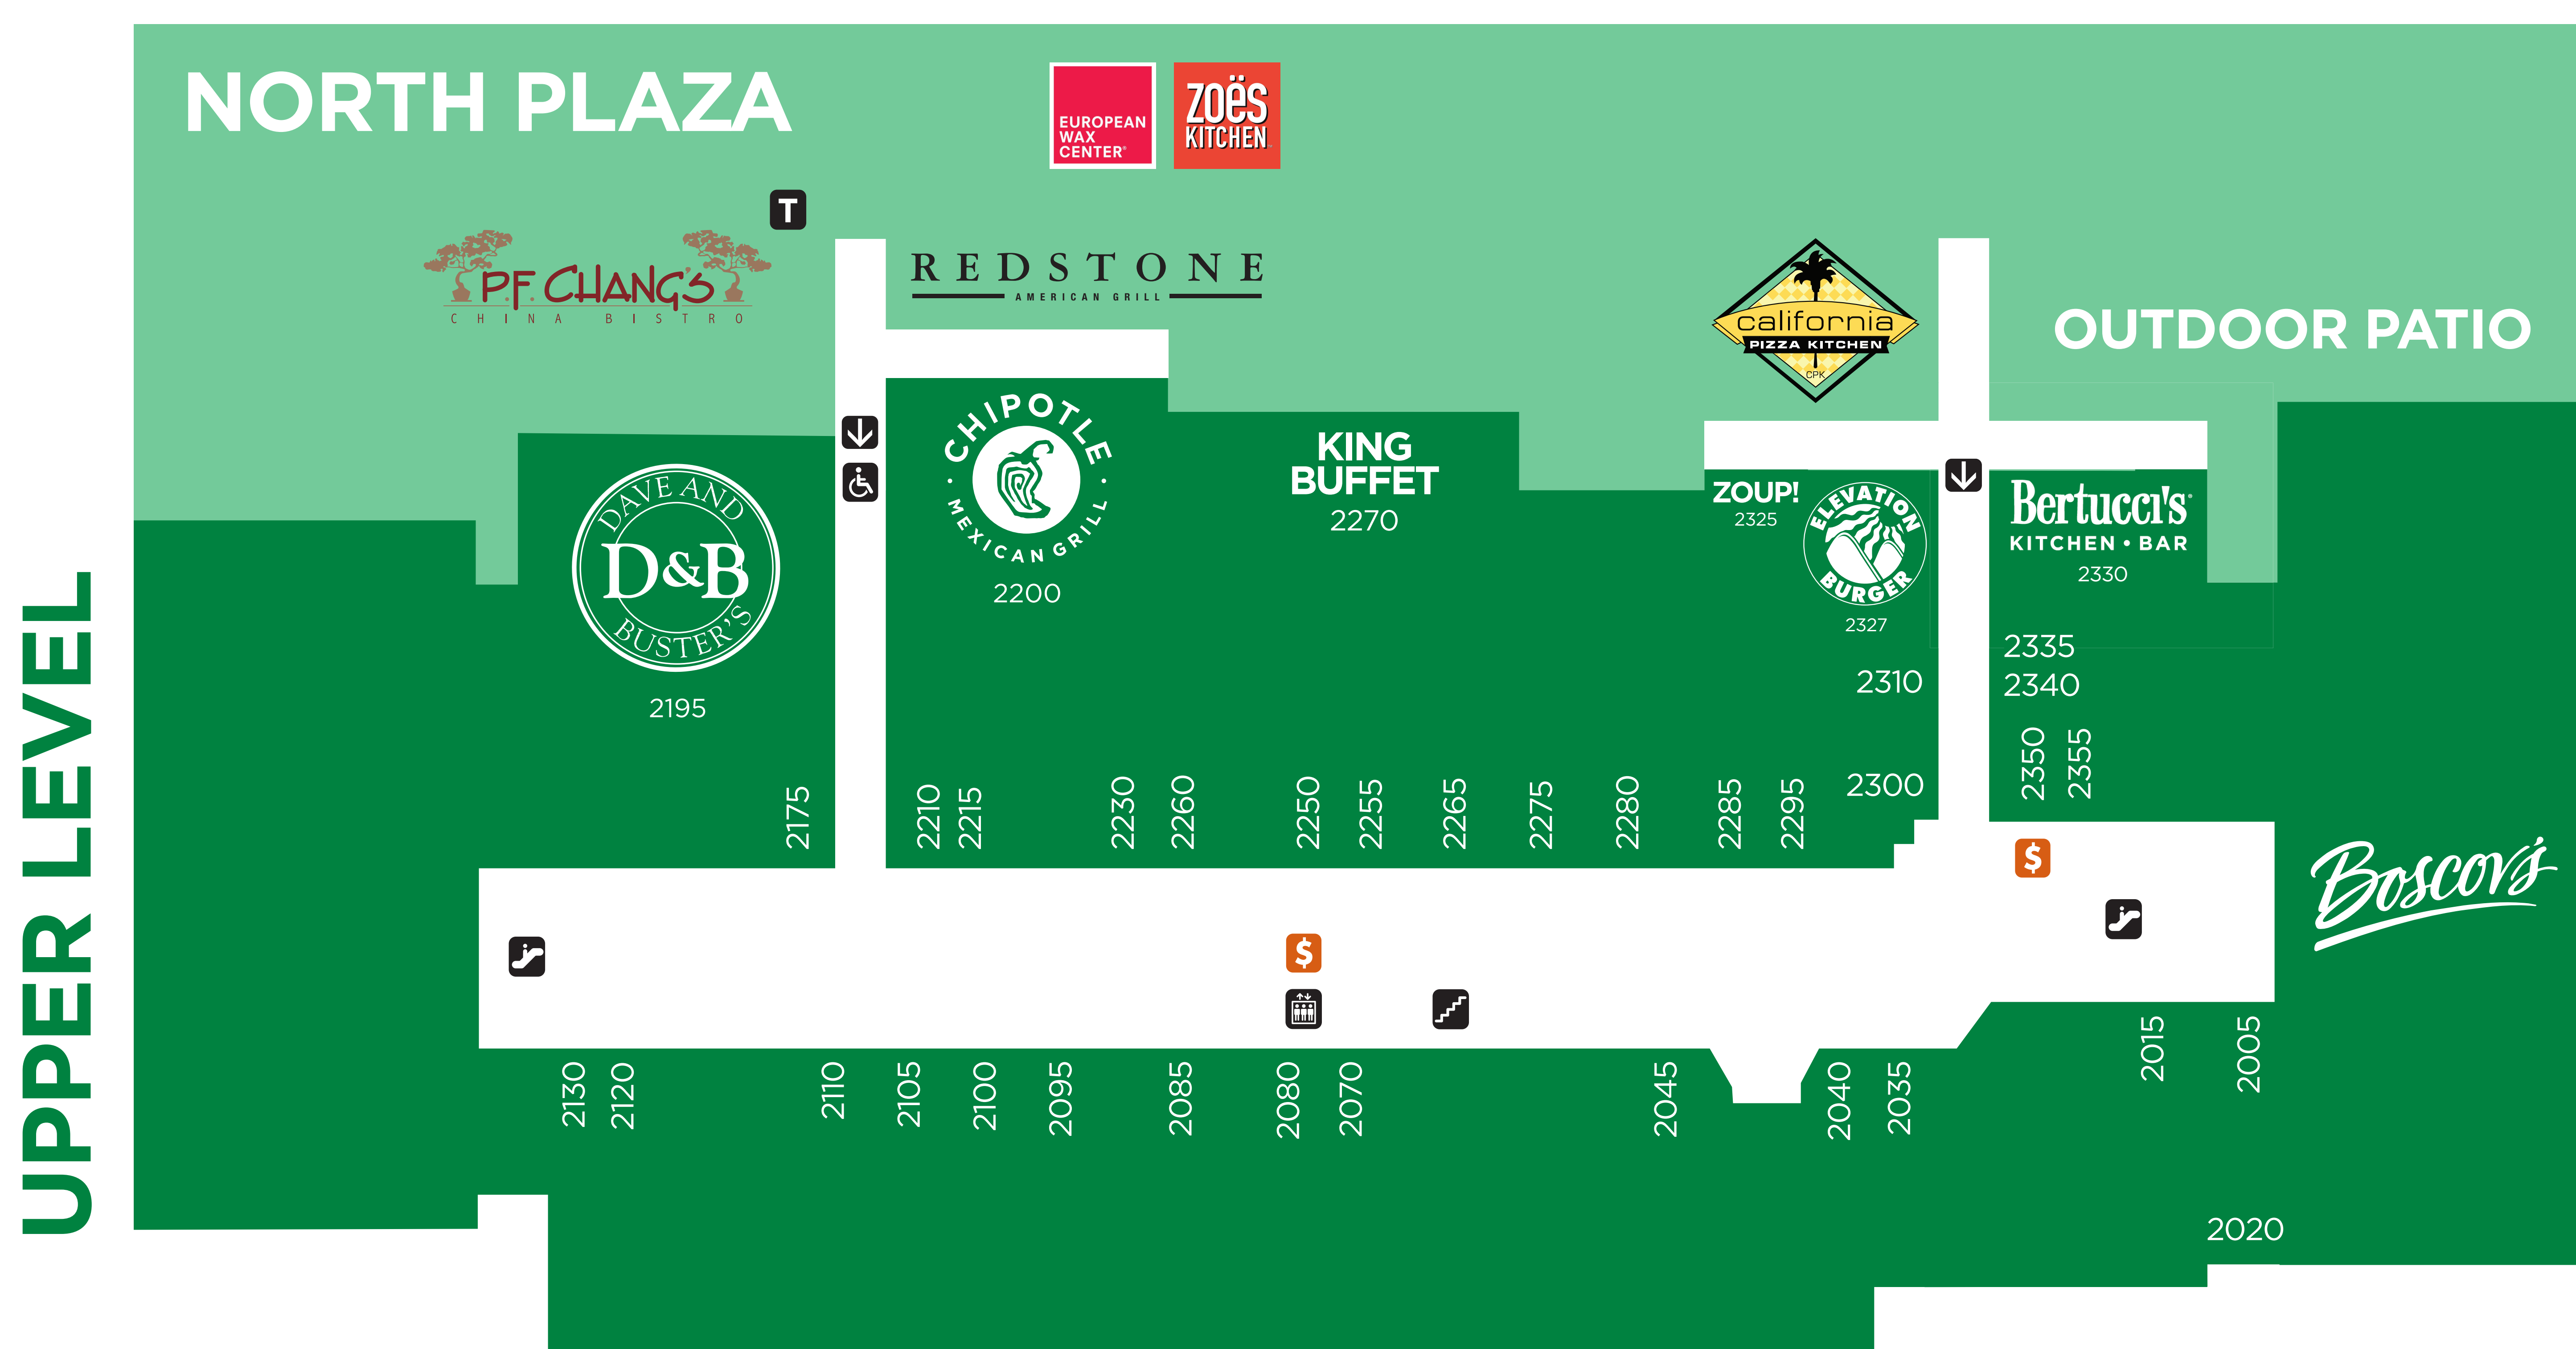 NORTH PLAZA
EUROPEAN
WAX
CENTER®
ZOËS
KITCHEN
T
P.F. CHANG'S
CHINA BISTRO
REDSTONE
AMERICAN GRILL
california
PIZZA KITCHEN
CPK
OUTDOOR PATIO
DAVE AND
D&B
BUSTER'S
2195
CHIPOTLE
MEXICAN GRILL
2200
KING
BUFFET
2270
ZOUP!
2325
ELEVATION
BURGER
2327
Bertucci's®
KITCHEN • BAR
2330
2335
2340
2310
2300
2350
2355
2175
2210
2215
2230
2260
2250
2255
2265
2275
2280
2285
2295
UPPER LEVEL
$
Boscov's
$
2130
2120
2110
2105
2100
2095
2085
2080
2070
2045
2040
2035
2015
2005
2020